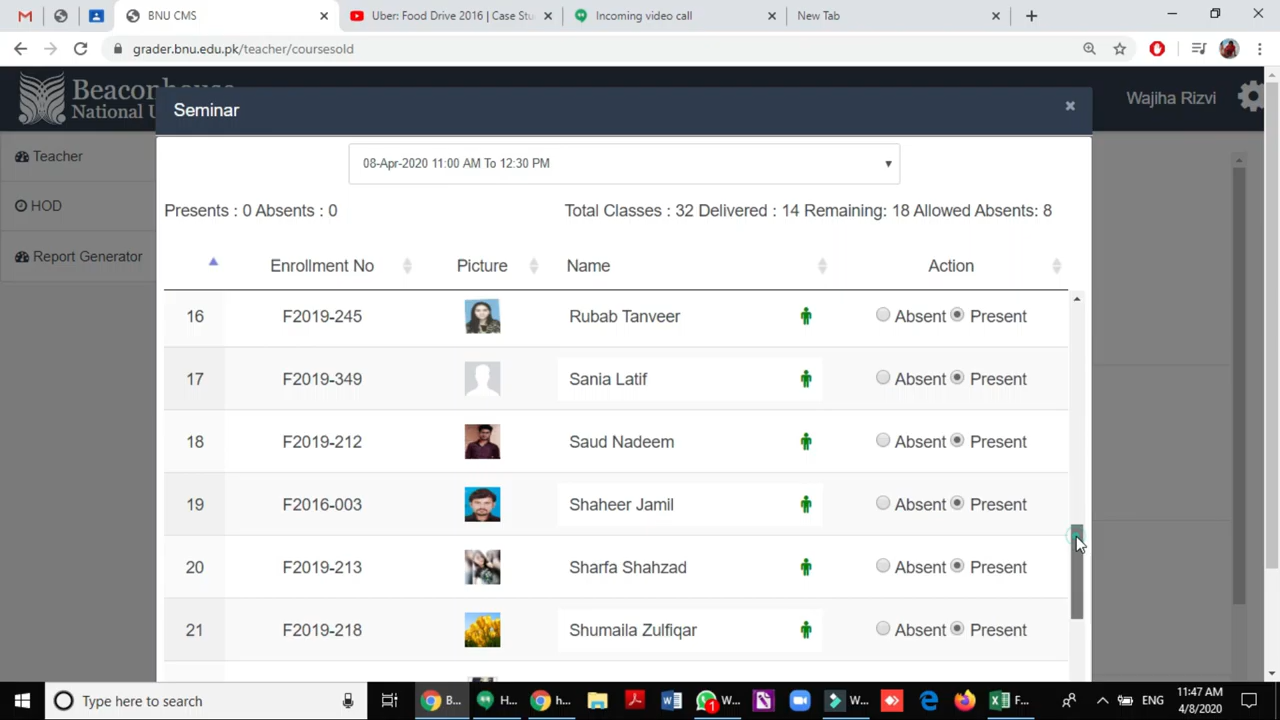 BNU CMS
Uber: Food Drive 2016 | Case Stu
Incoming video call
New Tab
grader.bnu.edu.pk/teacher/coursesold
Beaconhouse
National U
Wajiha Rizvi
Seminar
Teacher
HOD
Report Generator
08-Apr-2020 11:00 AM To 12:30 PM
Presents : 0 Absents : 0
Total Classes : 32 Delivered : 14 Remaining: 18 Allowed Absents: 8
Enrollment No Picture Name Action
16 F2019-245 Rubab Tanveer Absent Present
17 F2019-349 Sania Latif Absent Present
18 F2019-212 Saud Nadeem Absent Present
19 F2016-003 Shaheer Jamil Absent Present
20 F2019-213 Sharfa Shahzad Absent Present
21 F2019-218 Shumaila Zulfiqar Absent Present
Type here to search
B...
H...
h...
1
W...
W...
F...
ENG
11:47 AM
4/8/2020